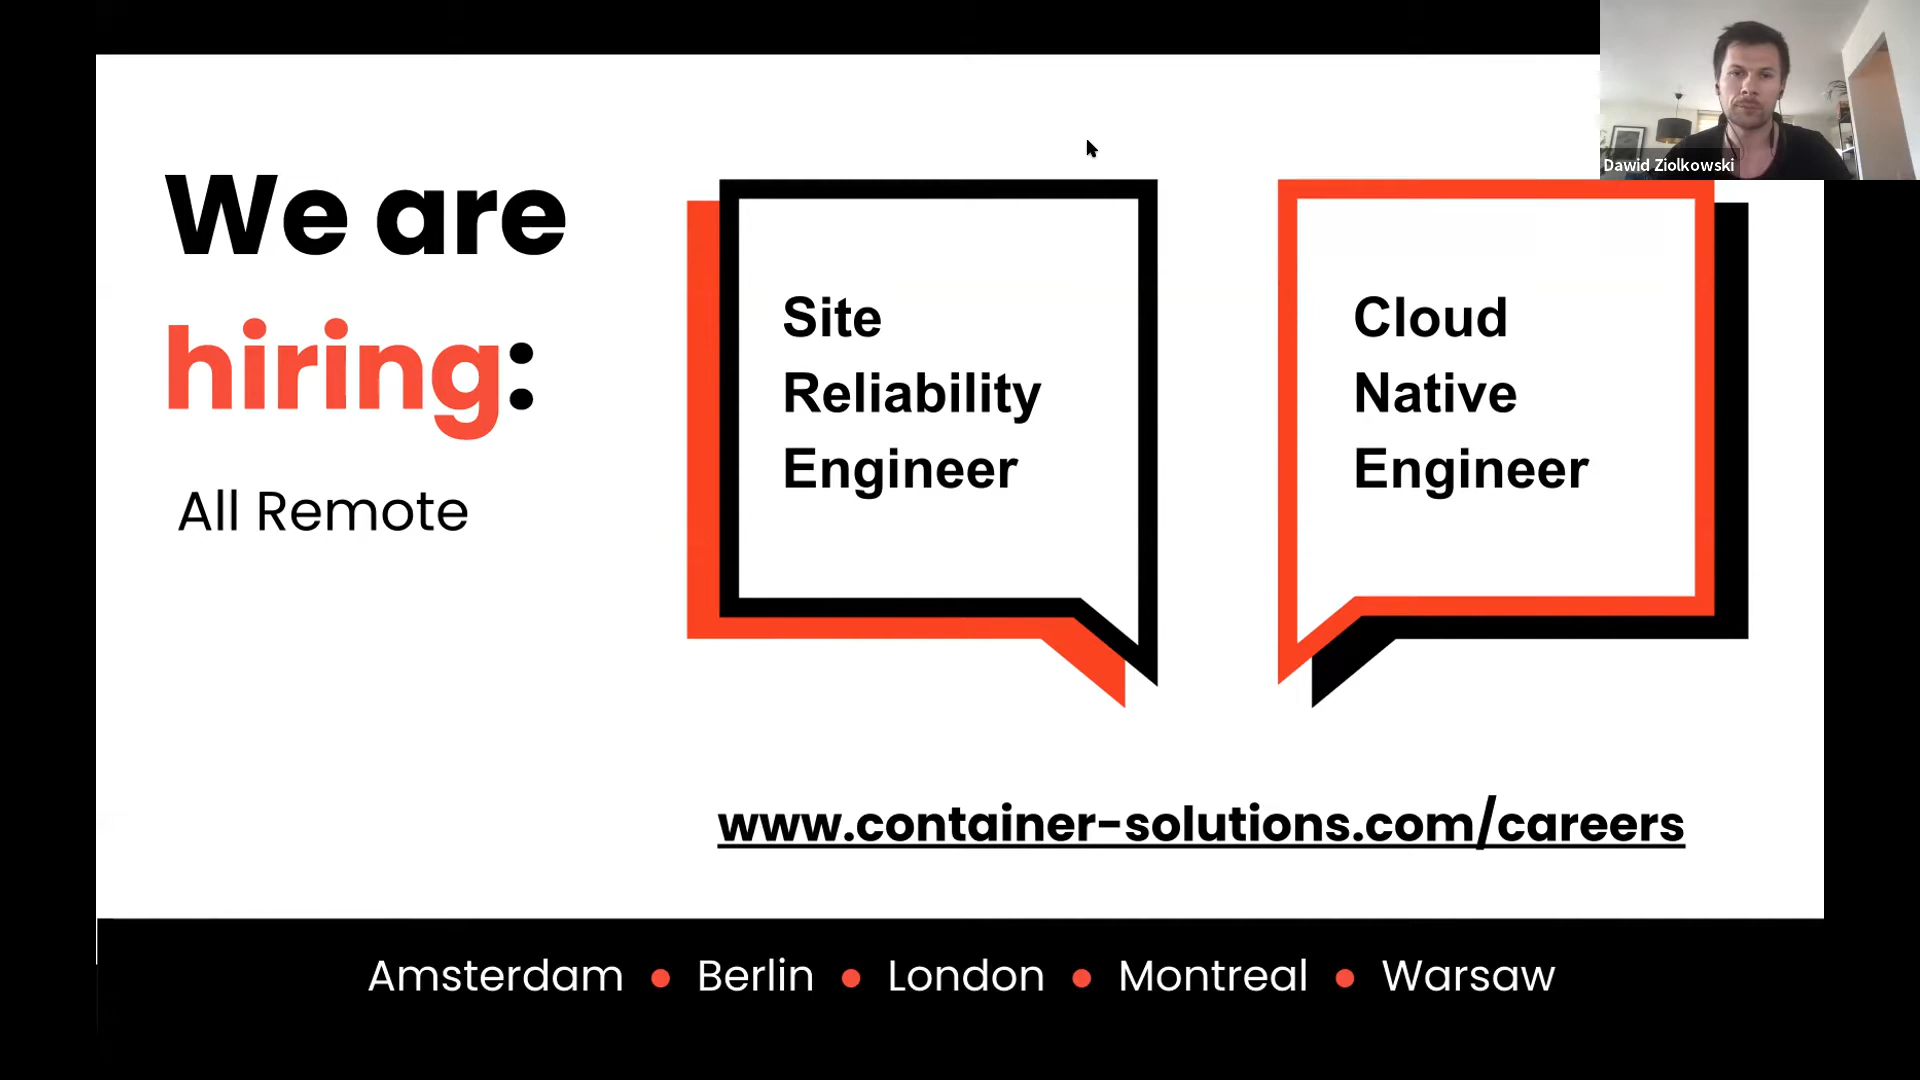 We are
hiring:
All Remote
Site
Reliability
Engineer
Cloud
Native
Engineer
www.container-solutions.com/careers
Amsterdam ● Berlin ● London ● Montreal ● Warsaw
Dawid Ziolkowski